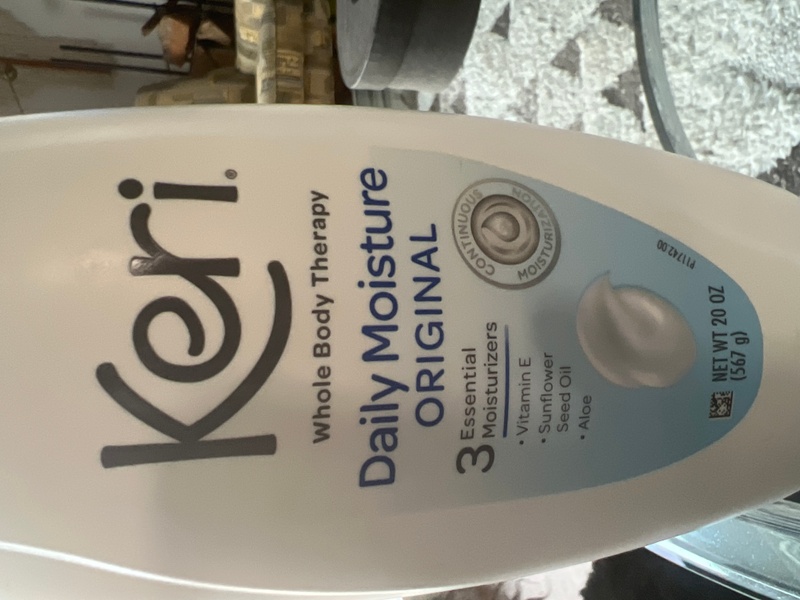 Keri®
Whole Body Therapy
Daily Moisture
ORIGINAL
3 Essential
Moisturizers
• Vitamin E
• Sunflower
Seed Oil
• Aloe
CONTINUOUS
MOISTURIZATION
P11742.00
NET WT 20 OZ
(567 g)